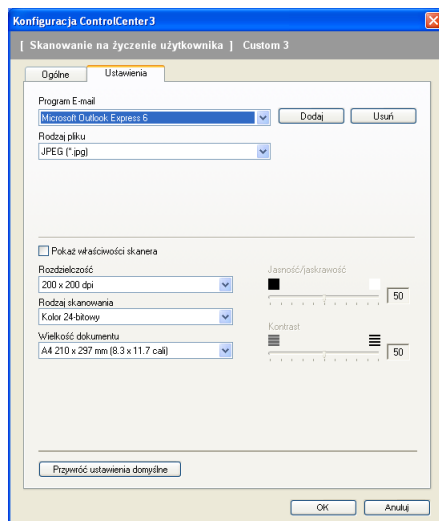 Konfiguracja ControlCenter3
[ Skanowanie na życzenie użytkownika ] Custom 3
Ogólne Ustawienia
Program E-mail
Microsoft Outlook Express 6 Dodaj Usuń
Rodzaj pliku
JPEG (*.jpg)
Pokaż właściwości skanera
Rozdzielczość Jasność/jaskrawość
200 x 200 dpi 50
Rodzaj skanowania
Kolor 24-bitowy
Kontrast
Wielkość dokumentu
A4 210 x 297 mm (8.3 x 11.7 cali) 50
Przywróć ustawienia domyślne
OK Anuluj